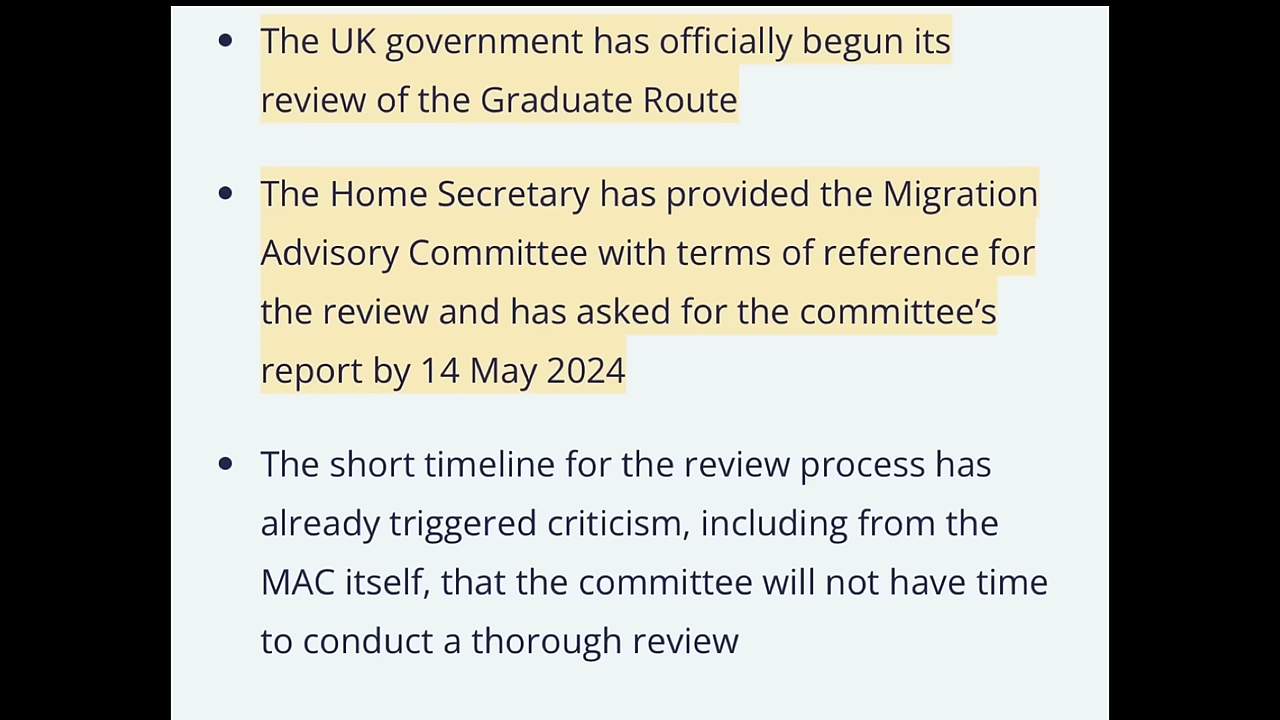 The UK government has officially begun its
review of the Graduate Route
The Home Secretary has provided the Migration
Advisory Committee with terms of reference for
the review and has asked for the committee’s
report by 14 May 2024
The short timeline for the review process has
already triggered criticism, including from the
MAC itself, that the committee will not have time
to conduct a thorough review